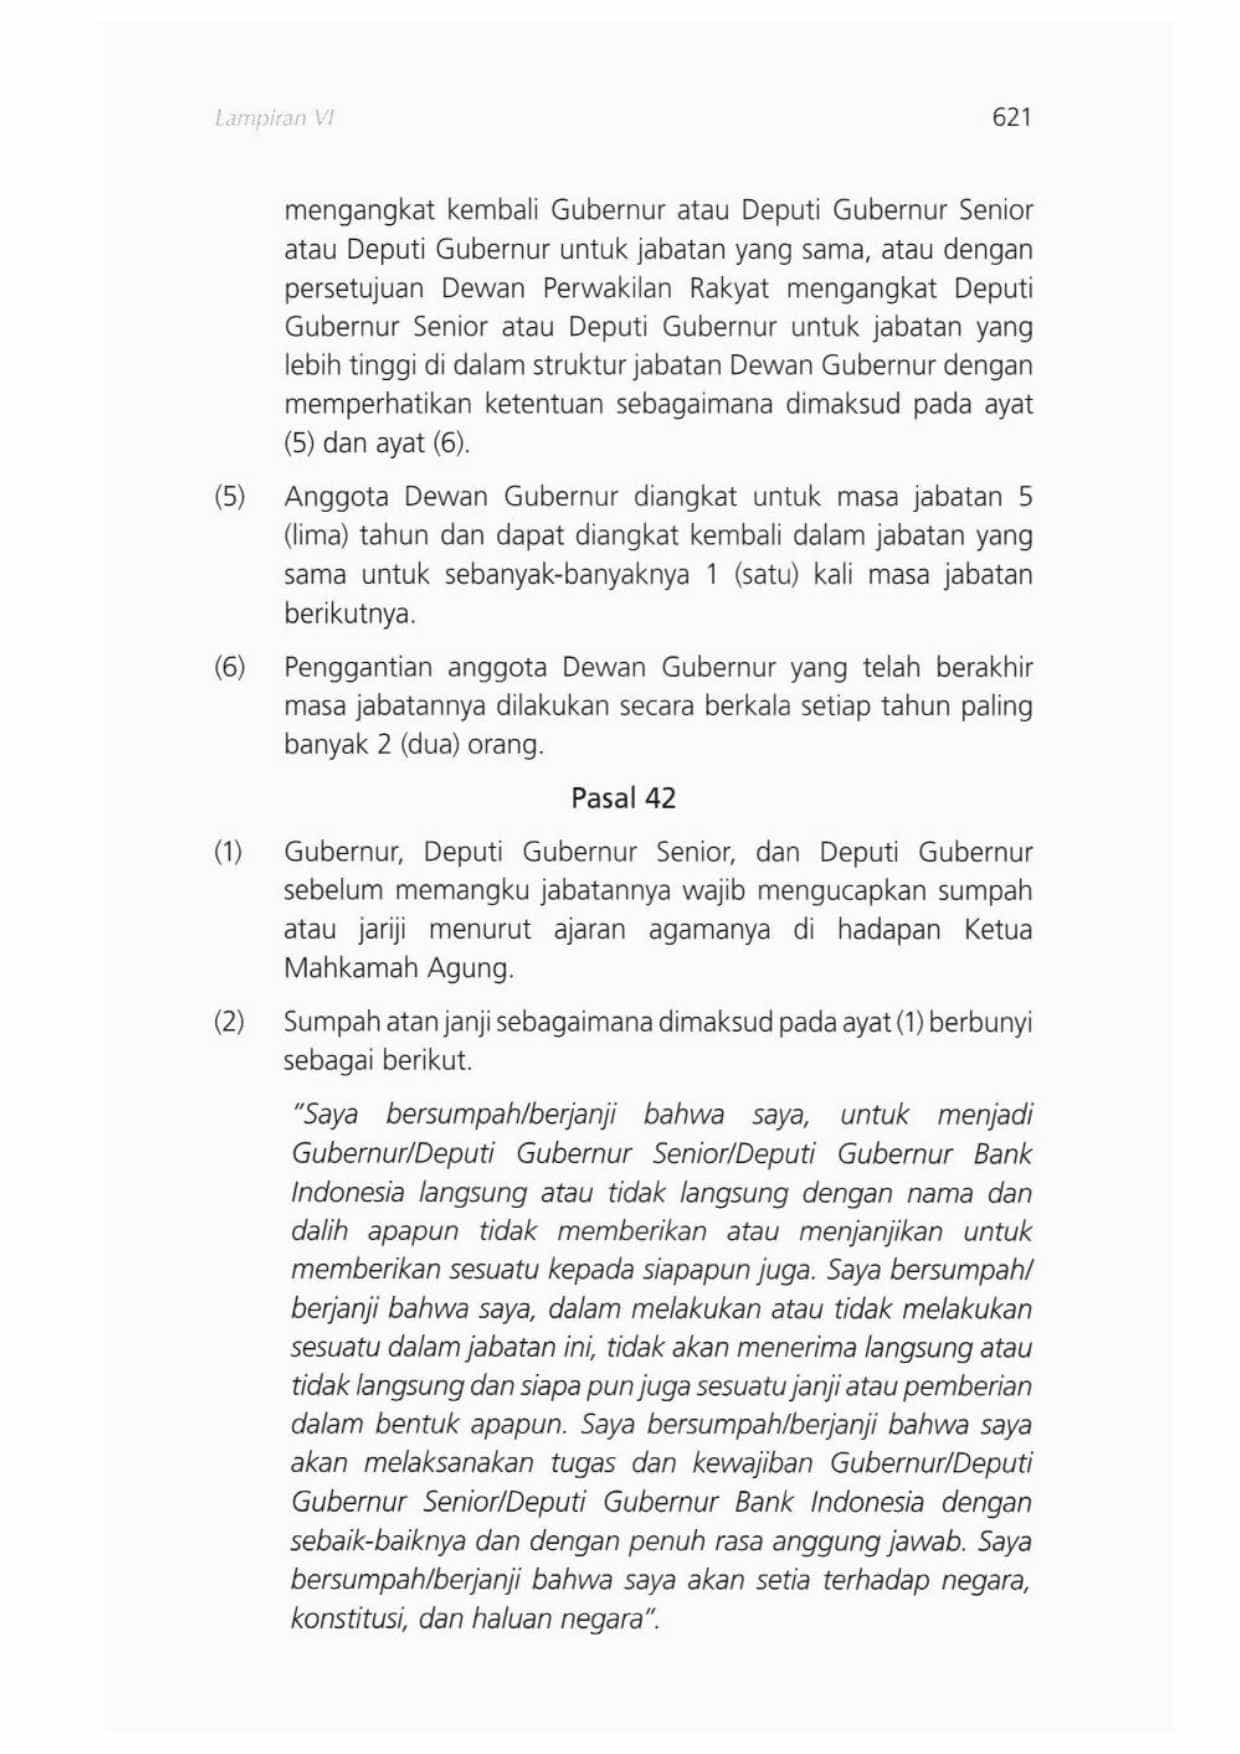 Lampiran VI 621
mengangkat kembali Gubernur atau Deputi Gubernur Senior
atau Deputi Gubernur untuk jabatan yang sama, atau dengan
persetujuan Dewan Perwakilan Rakyat mengangkat Deputi
Gubernur Senior atau Deputi Gubernur untuk jabatan yang
lebih tinggi di dalam struktur jabatan Dewan Gubernur dengan
memperhatikan ketentuan sebagaimana dimaksud pada ayat
(5) dan ayat (6).
(5) Anggota Dewan Gubernur diangkat untuk masa jabatan 5
(lima) tahun dan dapat diangkat kembali dalam jabatan yang
sama untuk sebanyak-banyaknya 1 (satu) kali masa jabatan
berikutnya.
(6) Penggantian anggota Dewan Gubernur yang telah berakhir
masa jabatannya dilakukan secara berkala setiap tahun paling
banyak 2 (dua) orang.
Pasal 42
(1) Gubernur, Deputi Gubernur Senior, dan Deputi Gubernur
sebelum memangku jabatannya wajib mengucapkan sumpah
atau jariji menurut ajaran agamanya di hadapan Ketua
Mahkamah Agung.
(2) Sumpah atan janji sebagaimana dimaksud pada ayat (1) berbunyi
sebagai berikut.
"Saya bersumpah/berjanji bahwa saya, untuk menjadi
Gubernur/Deputi Gubernur Senior/Deputi Gubernur Bank
Indonesia langsung atau tidak langsung dengan nama dan
dalih apapun tidak memberikan atau menjanjikan untuk
memberikan sesuatu kepada siapapun juga. Saya bersumpah/
berjanji bahwa saya, dalam melakukan atau tidak melakukan
sesuatu dalam jabatan ini, tidak akan menerima langsung atau
tidak langsung dan siapa pun juga sesuatu janji atau pemberian
dalam bentuk apapun. Saya bersumpah/berjanji bahwa saya
akan melaksanakan tugas dan kewajiban Gubernur/Deputi
Gubernur Senior/Deputi Gubernur Bank Indonesia dengan
sebaik-baiknya dan dengan penuh rasa anggung jawab. Saya
bersumpah/berjanji bahwa saya akan setia terhadap negara,
konstitusi, dan haluan negara".